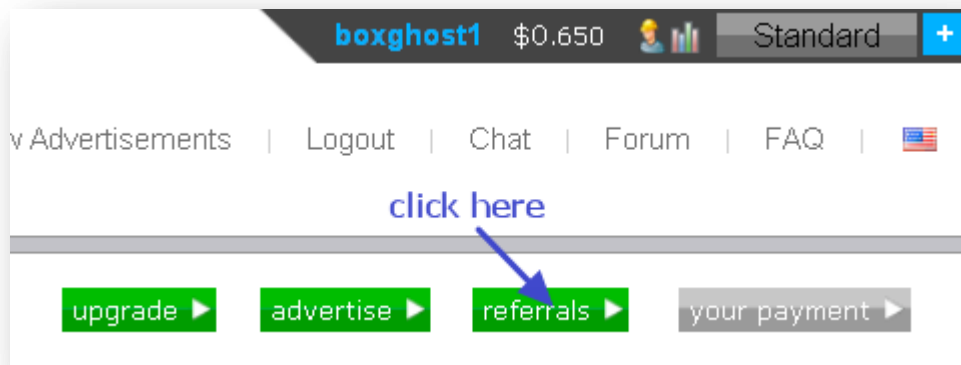 boxghost1 $0.650 Standard +
Advertisements | Logout | Chat | Forum | FAQ |
click here
upgrade advertise referrals your payment